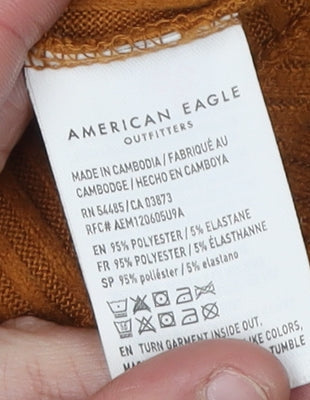 AMERICAN EAGLE
OUTFITTERS
MADE IN CAMBODIA / FABRIQUÉ AU
CAMBODGE / HECHO EN CAMBOYA
RN 54485 / CA 03873
RFC# AEM120605U9A
EN 95% POLYESTER / 5% ELASTANE
FR 95% POLYESTER / 5% ÉLASTHANNE
SP 95% poliéster / 5% elastano
EN TURN GARMENT INSIDE OUT.
LIKE COLORS,
TUMBLE